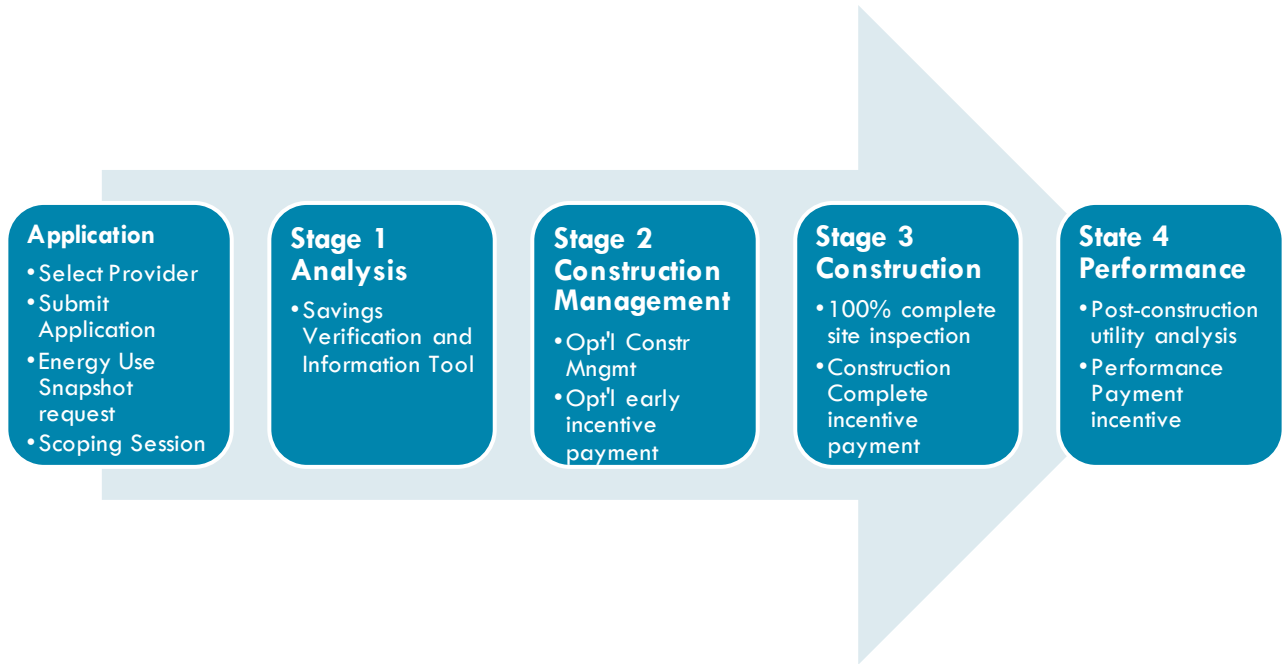 Application
• Select Provider
• Submit
Application
• Energy Use
Snapshot
request
• Scoping Session
Stage 1
Analysis
• Savings
Verification and
Information Tool
Stage 2
Construction
Management
• Opt'l Constr
Mngmt
• Opt'l early
incentive
payment
Stage 3
Construction
• 100% complete
site inspection
• Construction
Complete
incentive
payment
State 4
Performance
• Post-construction
utility analysis
• Performance
Payment
incentive